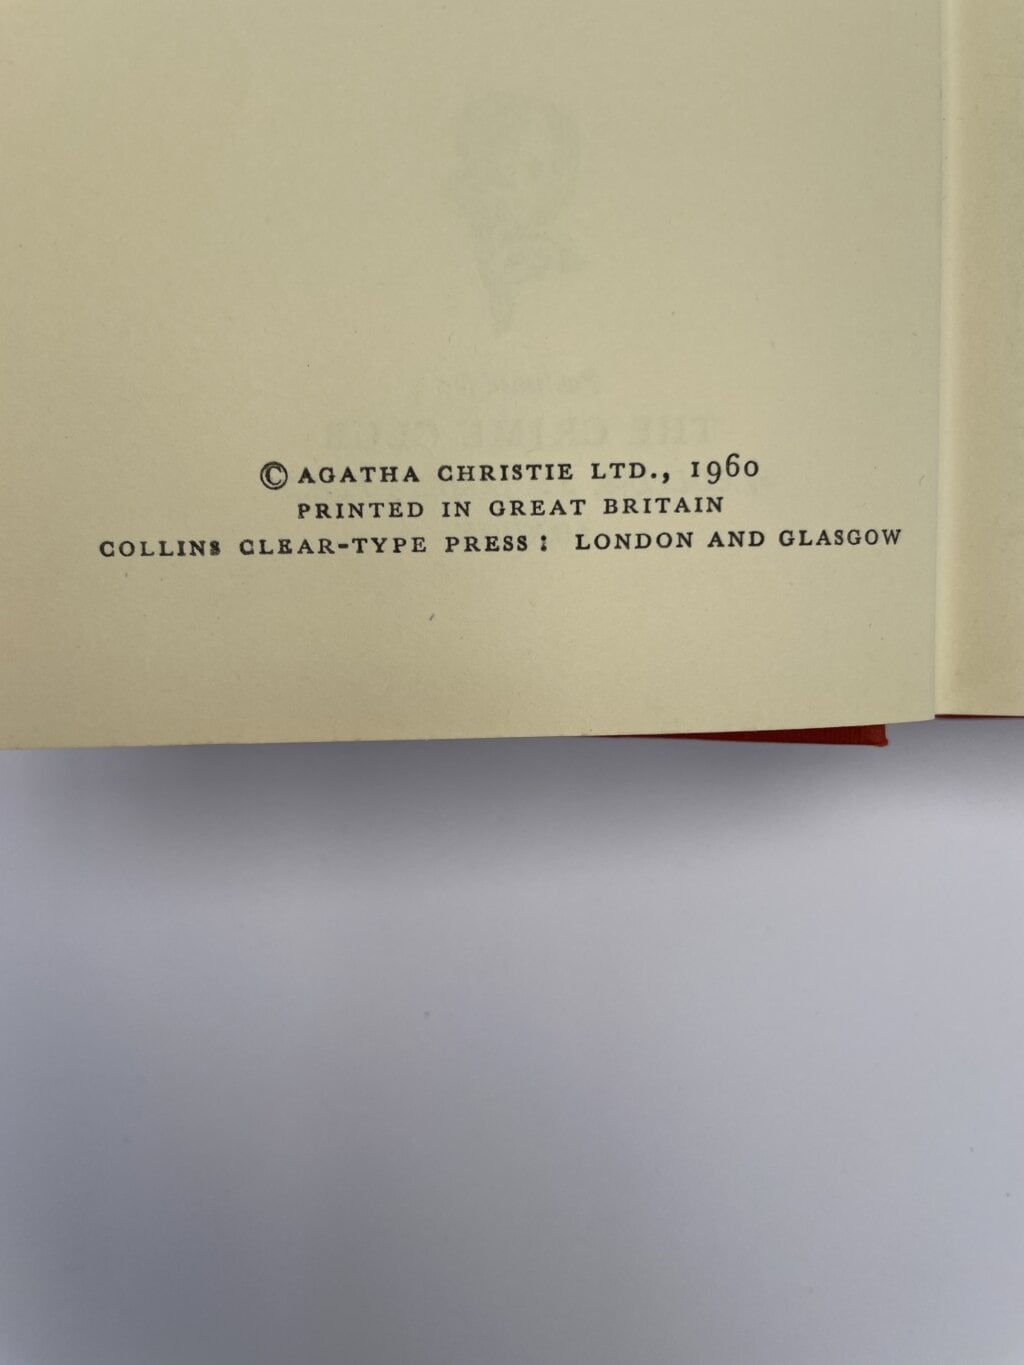 © AGATHA CHRISTIE LTD., 1960
PRINTED IN GREAT BRITAIN
COLLINS CLEAR-TYPE PRESS : LONDON AND GLASGOW